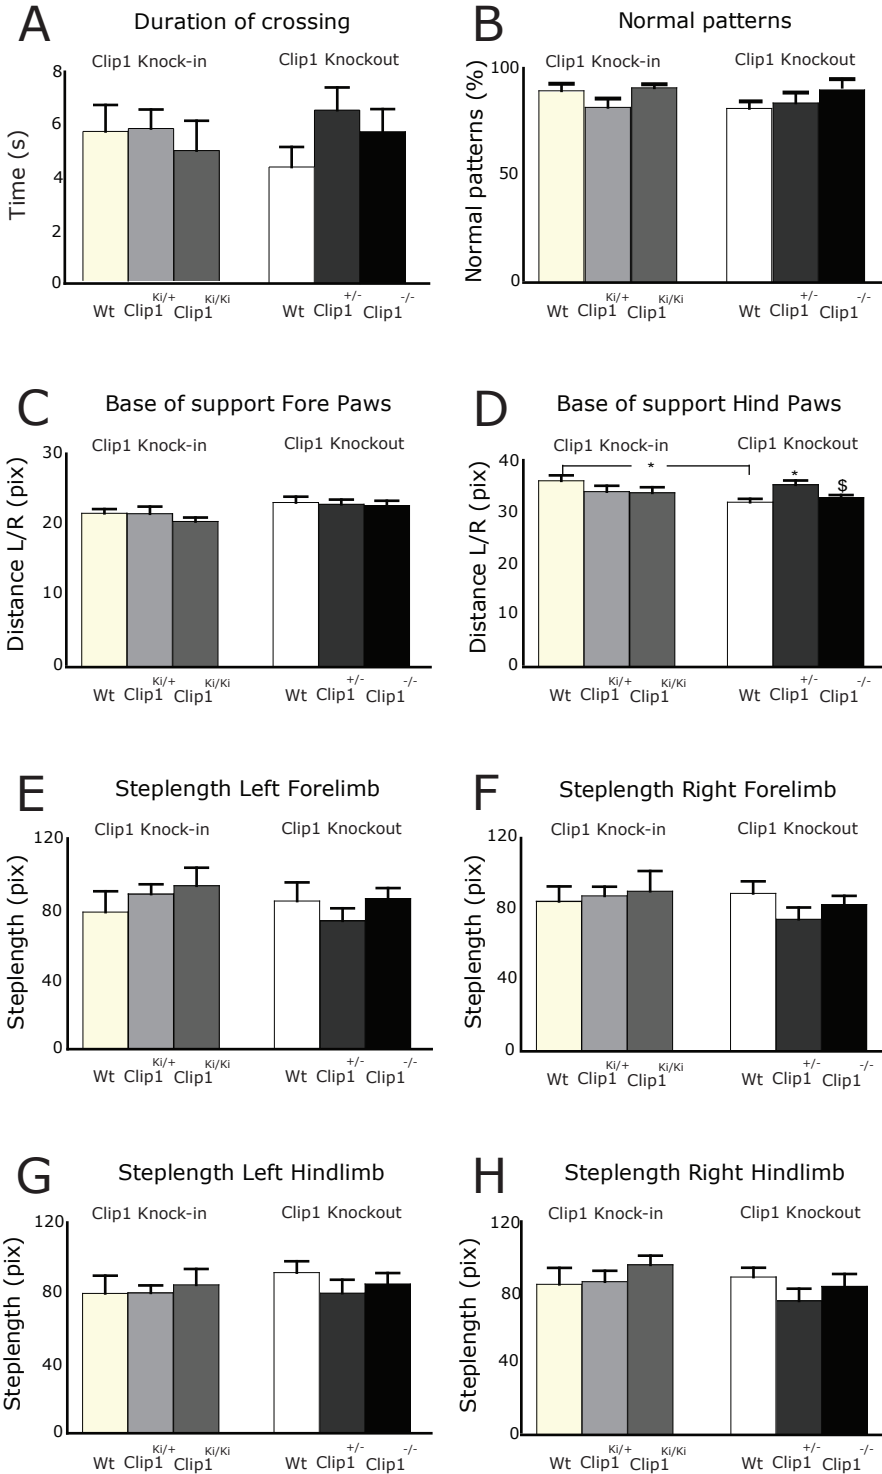 A Duration of crossing
Clip1 Knock-in Clip1 Knockout
Time (s)
8
6
4
2
0
Wt Clip1 Ki/+ Clip1 Ki/Ki Wt Clip1 +/- Clip1 -/-
B Normal patterns
Clip1 Knock-in Clip1 Knockout
Normal patterns (%)
100
50
0
Wt Clip1 Ki/+ Clip1 Ki/Ki Wt Clip1 +/- Clip1 -/-
C Base of support Fore Paws
Clip1 Knock-in Clip1 Knockout
Distance L/R (pix)
30
20
10
0
Wt Clip1 Ki/+ Clip1 Ki/Ki Wt Clip1 +/- Clip1 -/-
D Base of support Hind Paws
Clip1 Knock-in Clip1 Knockout
Distance L/R (pix)
* * $
40
30
20
10
0
Wt Clip1 Ki/+ Clip1 Ki/Ki Wt Clip1 +/- Clip1 -/-
E Steplength Left Forelimb
Clip1 Knock-in Clip1 Knockout
Steplength (pix)
120
80
40
0
Wt Clip1 Ki/+ Clip1 Ki/Ki Wt Clip1 +/- Clip1 -/-
F Steplength Right Forelimb
Clip1 Knock-in Clip1 Knockout
Steplength (pix)
120
80
40
0
Wt Clip1 Ki/+ Clip1 Ki/Ki Wt Clip1 +/- Clip1 -/-
G Steplength Left Hindlimb
Clip1 Knock-in Clip1 Knockout
Steplength (pix)
120
80
40
0
Wt Clip1 Ki/+ Clip1 Ki/Ki Wt Clip1 +/- Clip1 -/-
H Steplength Right Hindlimb
Clip1 Knock-in Clip1 Knockout
Steplength (pix)
120
80
40
0
Wt Clip1 Ki/+ Clip1 Ki/Ki Wt Clip1 +/- Clip1 -/-